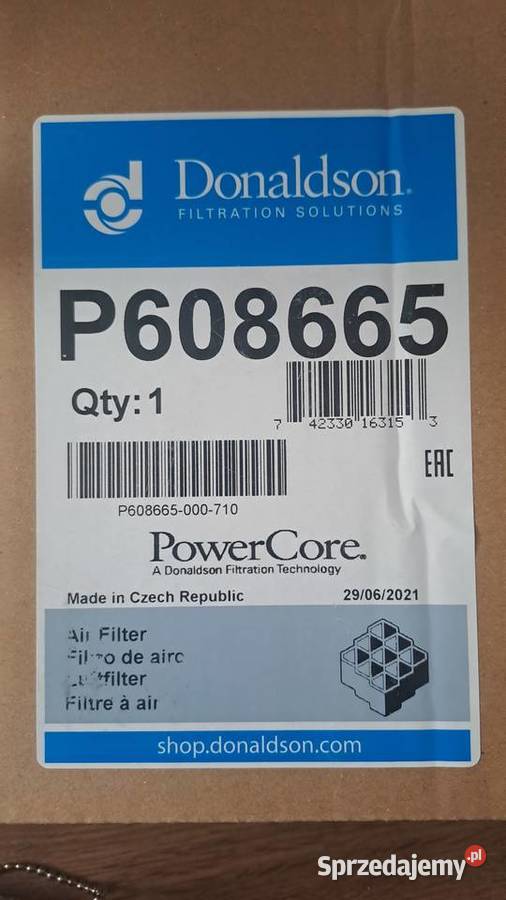 Donaldson®
FILTRATION SOLUTIONS
P608665
Qty: 1
7 42330 16315 3
EAC
P608665-000-710
PowerCore®
A Donaldson Filtration Technology
Made in Czech Republic 29/06/2021
Air Filter
Filtro de aire
Luftfilter
Filtre à air
shop.donaldson.com
Sprzedajemy.pl